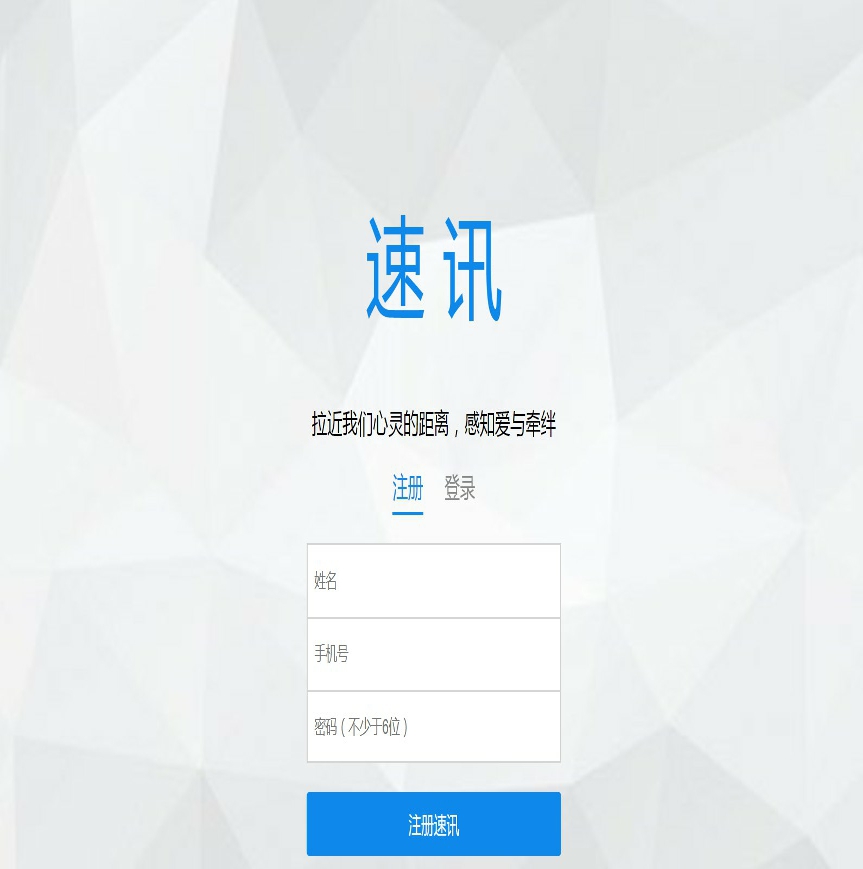 速讯
拉近我们心灵的距离，感知爱与牵绊
注册 登录
姓名
手机号
密码（不少于6位）
注册速讯